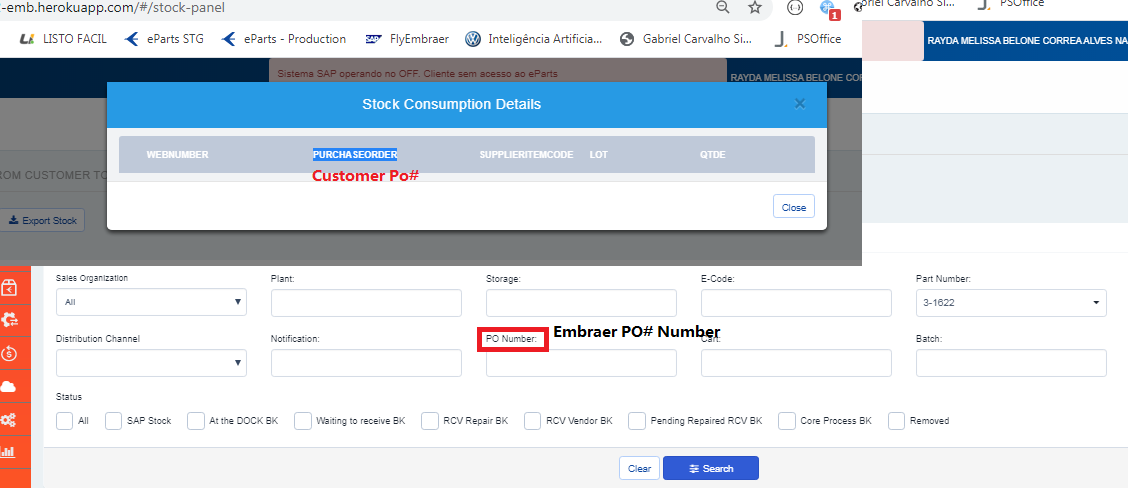 -emb.herokuapp.com/#/stock-panel
1
LISTO FACIL eParts STG eParts - Production FlyEmbraer Inteligência Artificia... Gabriel Carvalho Si... PSOffice
briel Carvalho Si... PSOffice
Sistema SAP operando no OFF. Cliente sem acesso ao eParts
RAYDA MELISSA BELONE COR
RAYDA MELISSA BELONE CORREA ALVES NA
Stock Consumption Details ×
WEBNUMBER PURCHASEORDER SUPPLIERITEMCODE LOT QTDE
Customer Po#
ROM CUSTOMER TO
Close
Export Stock
Sales Organization Plant: Storage: E-Code: Part Number:
All 3-1622
Distribution Channel Notification: PO Number: Embraer PO# Number Cart: Batch:
Status
All SAP Stock At the DOCK BK Waiting to receive BK RCV Repair BK RCV Vendor BK Pending Repaired RCV BK Core Process BK Removed
Clear Search